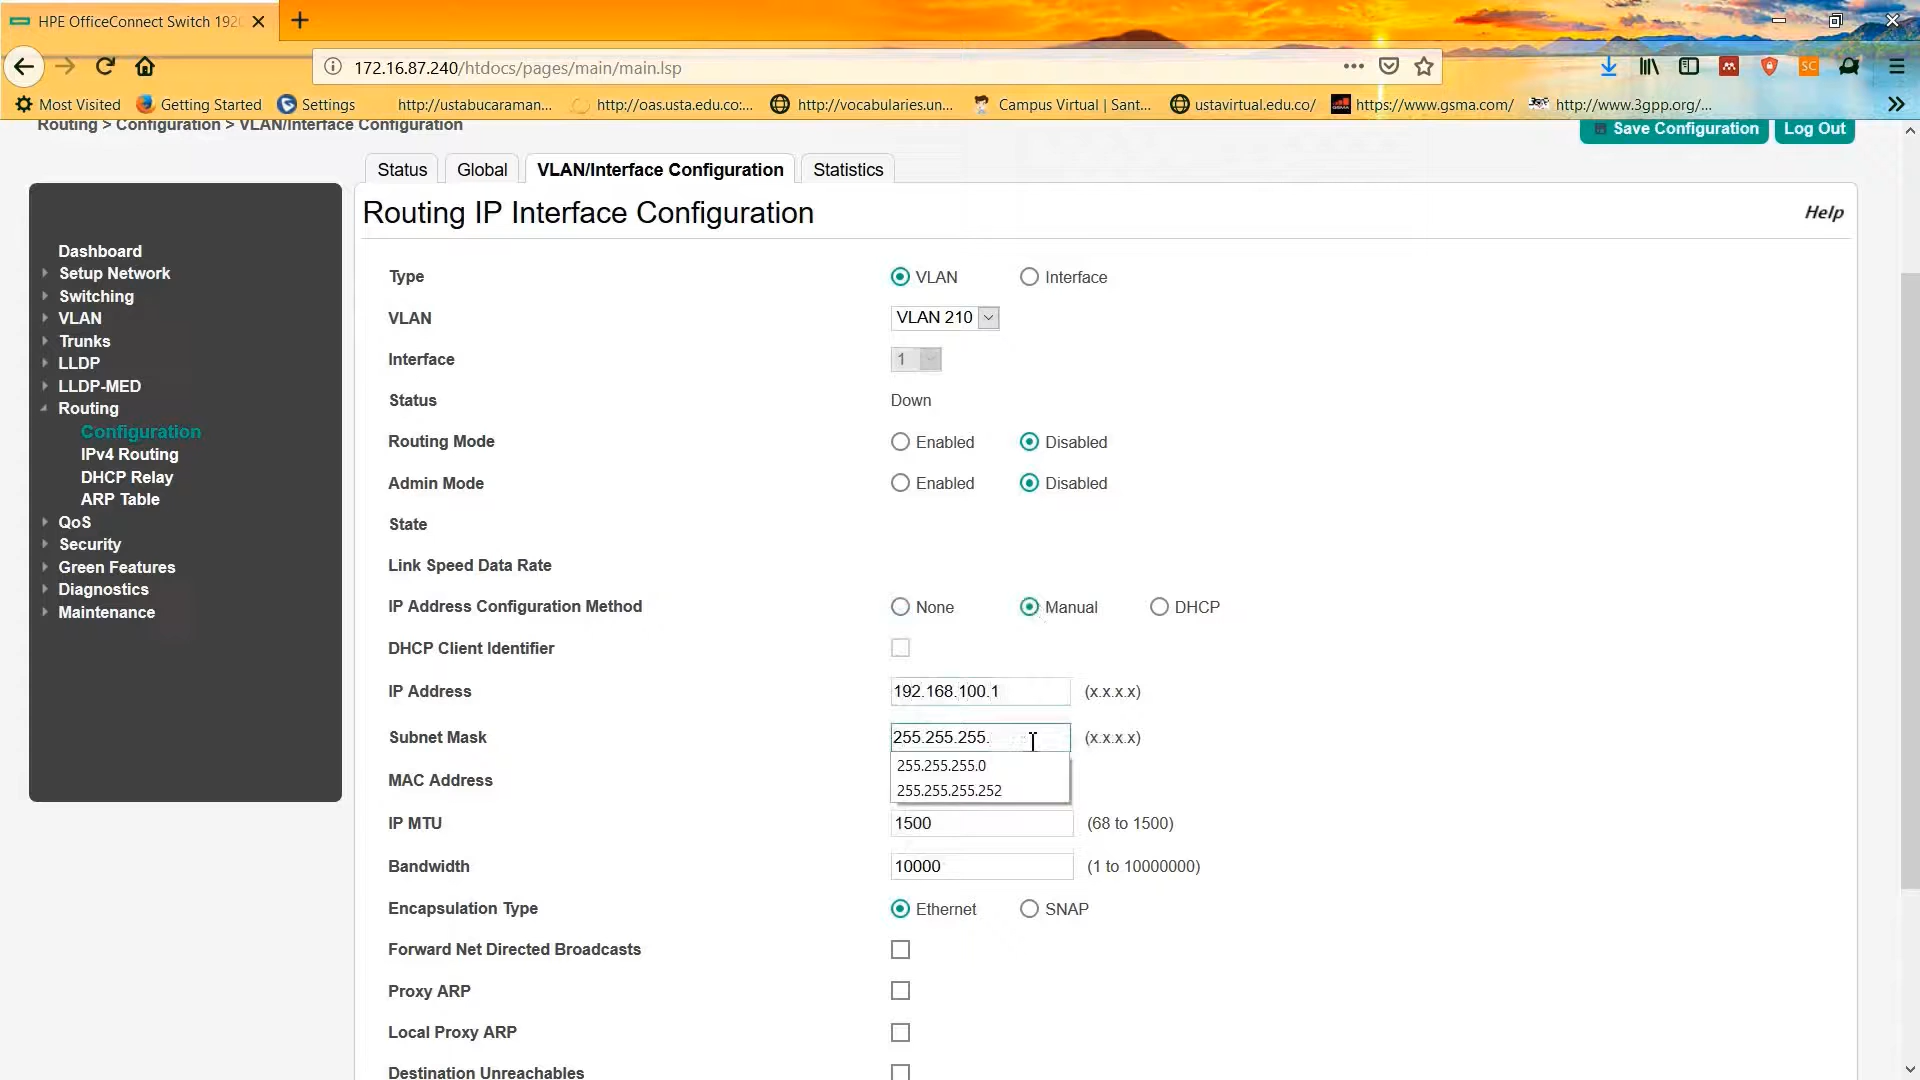 HPE OfficeConnect Switch 192
172.16.87.240/htdocs/pages/main/main.lsp
SC
Most Visited Getting Started Settings http://ustabucaraman... http://oas.usta.edu.co:... http://vocabularies.un... Campus Virtual | Sant... ustavirtual.edu.co/ https://www.gsma.com/ http://www.3gpp.org/...
Routing > Configuration > VLAN/Interface Configuration
Save Configuration Log Out
Status Global VLAN/Interface Configuration Statistics
Routing IP Interface Configuration
Help
Dashboard
Setup Network
Switching
VLAN
Trunks
LLDP
LLDP-MED
Routing
Configuration
IPv4 Routing
DHCP Relay
ARP Table
QoS
Security
Green Features
Diagnostics
Maintenance
Type VLAN Interface
VLAN VLAN 210
Interface 1
Status Down
Routing Mode Enabled Disabled
Admin Mode Enabled Disabled
State
Link Speed Data Rate
IP Address Configuration Method None Manual DHCP
DHCP Client Identifier
IP Address 192.168.100.1 (x.x.x.x)
Subnet Mask 255.255.255. (x.x.x.x)
255.255.255.0
MAC Address
255.255.255.252
IP MTU 1500 (68 to 1500)
Bandwidth 10000 (1 to 10000000)
Encapsulation Type Ethernet SNAP
Forward Net Directed Broadcasts
Proxy ARP
Local Proxy ARP
Destination Unreachables